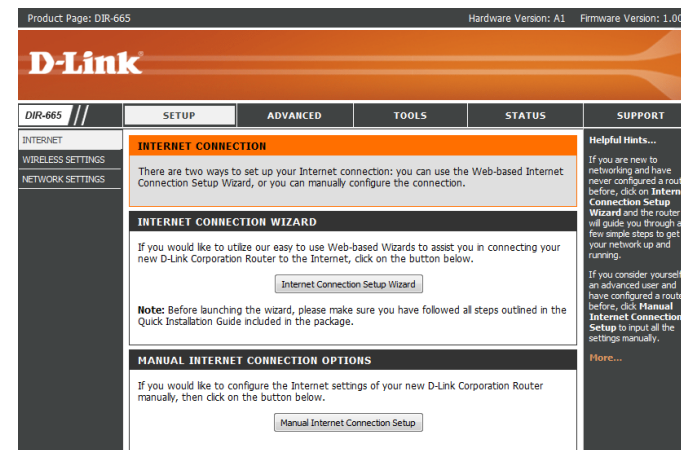 Product Page: DIR-665 Hardware Version: A1 Firmware Version: 1.00
D-Link
DIR-665 // SETUP ADVANCED TOOLS STATUS SUPPORT
INTERNET
WIRELESS SETTINGS
NETWORK SETTINGS
INTERNET CONNECTION
There are two ways to set up your Internet connection: you can use the Web-based Internet
Connection Setup Wizard, or you can manually configure the connection.
INTERNET CONNECTION WIZARD
If you would like to utilize our easy to use Web-based Wizards to assist you in connecting your
new D-Link Corporation Router to the Internet, click on the button below.
Internet Connection Setup Wizard
Note: Before launching the wizard, please make sure you have followed all steps outlined in the
Quick Installation Guide included in the package.
MANUAL INTERNET CONNECTION OPTIONS
If you would like to configure the Internet settings of your new D-Link Corporation Router
manually, then click on the button below.
Manual Internet Connection Setup
Helpful Hints...
If you are new to
networking and have
never configured a rout
before, click on Intern
Connection Setup
Wizard and the router
will guide you through a
few simple steps to get
your network up and
running.
If you consider yourself
an advanced user and
have configured a route
before, click Manual
Internet Connection
Setup to input all the
settings manually.
More...